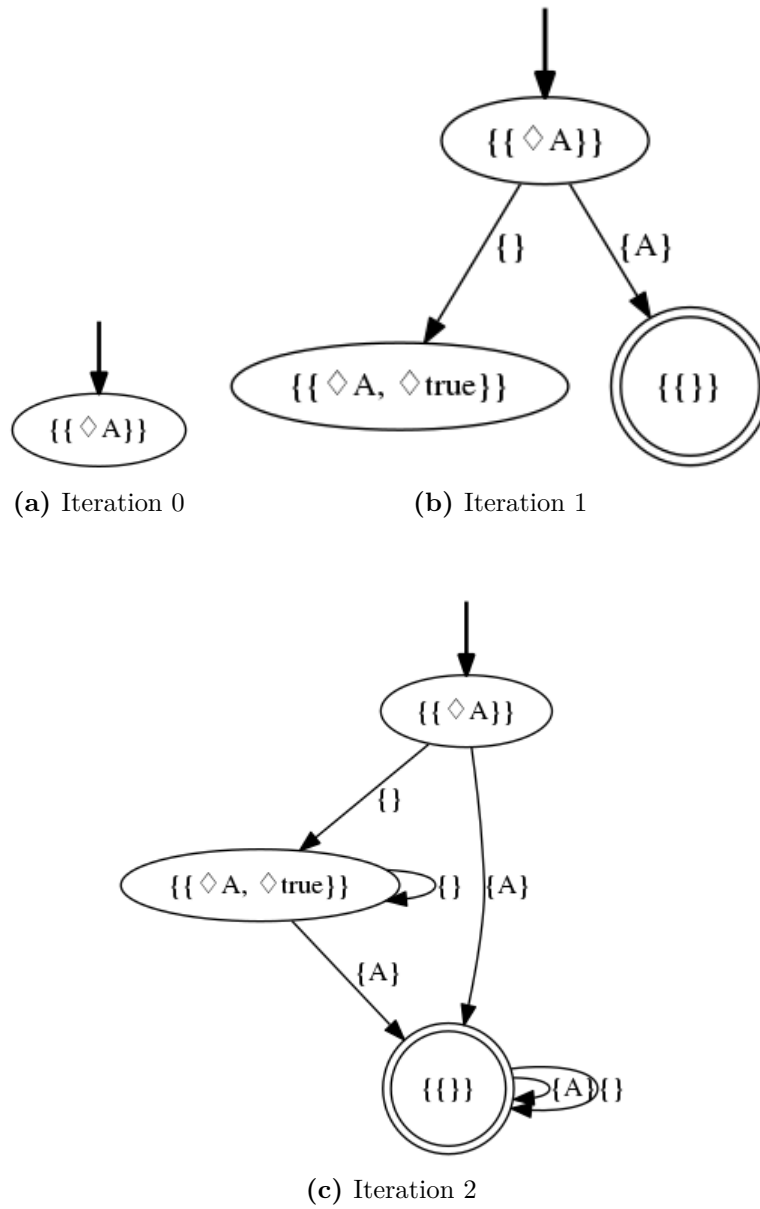 {{◇A}}
{}
{A}
{{◇A}}
{{◇A, ◇true}}
{{}}
(a) Iteration 0
(b) Iteration 1
{{◇A}}
{}
{{◇A, ◇true}}
{}
{A}
{A}
{{}}
{A}
{}
(c) Iteration 2